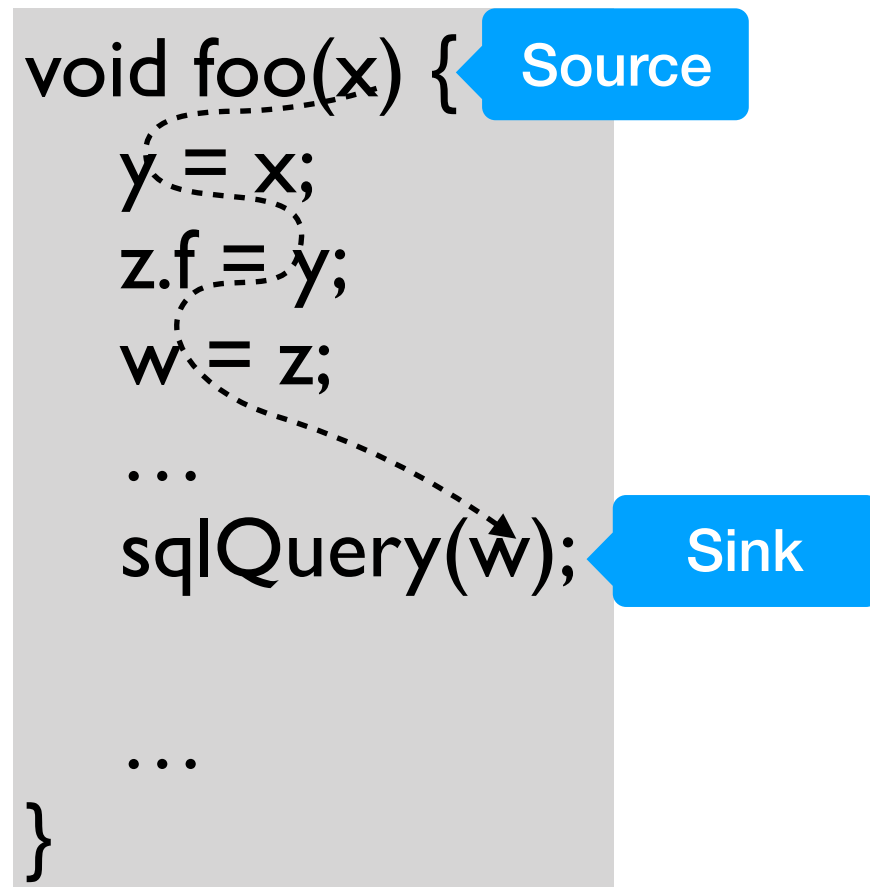 void foo(x) { Source
y = x;
z.f = y;
w = z;
...
sqlQuery(w); Sink
...
}